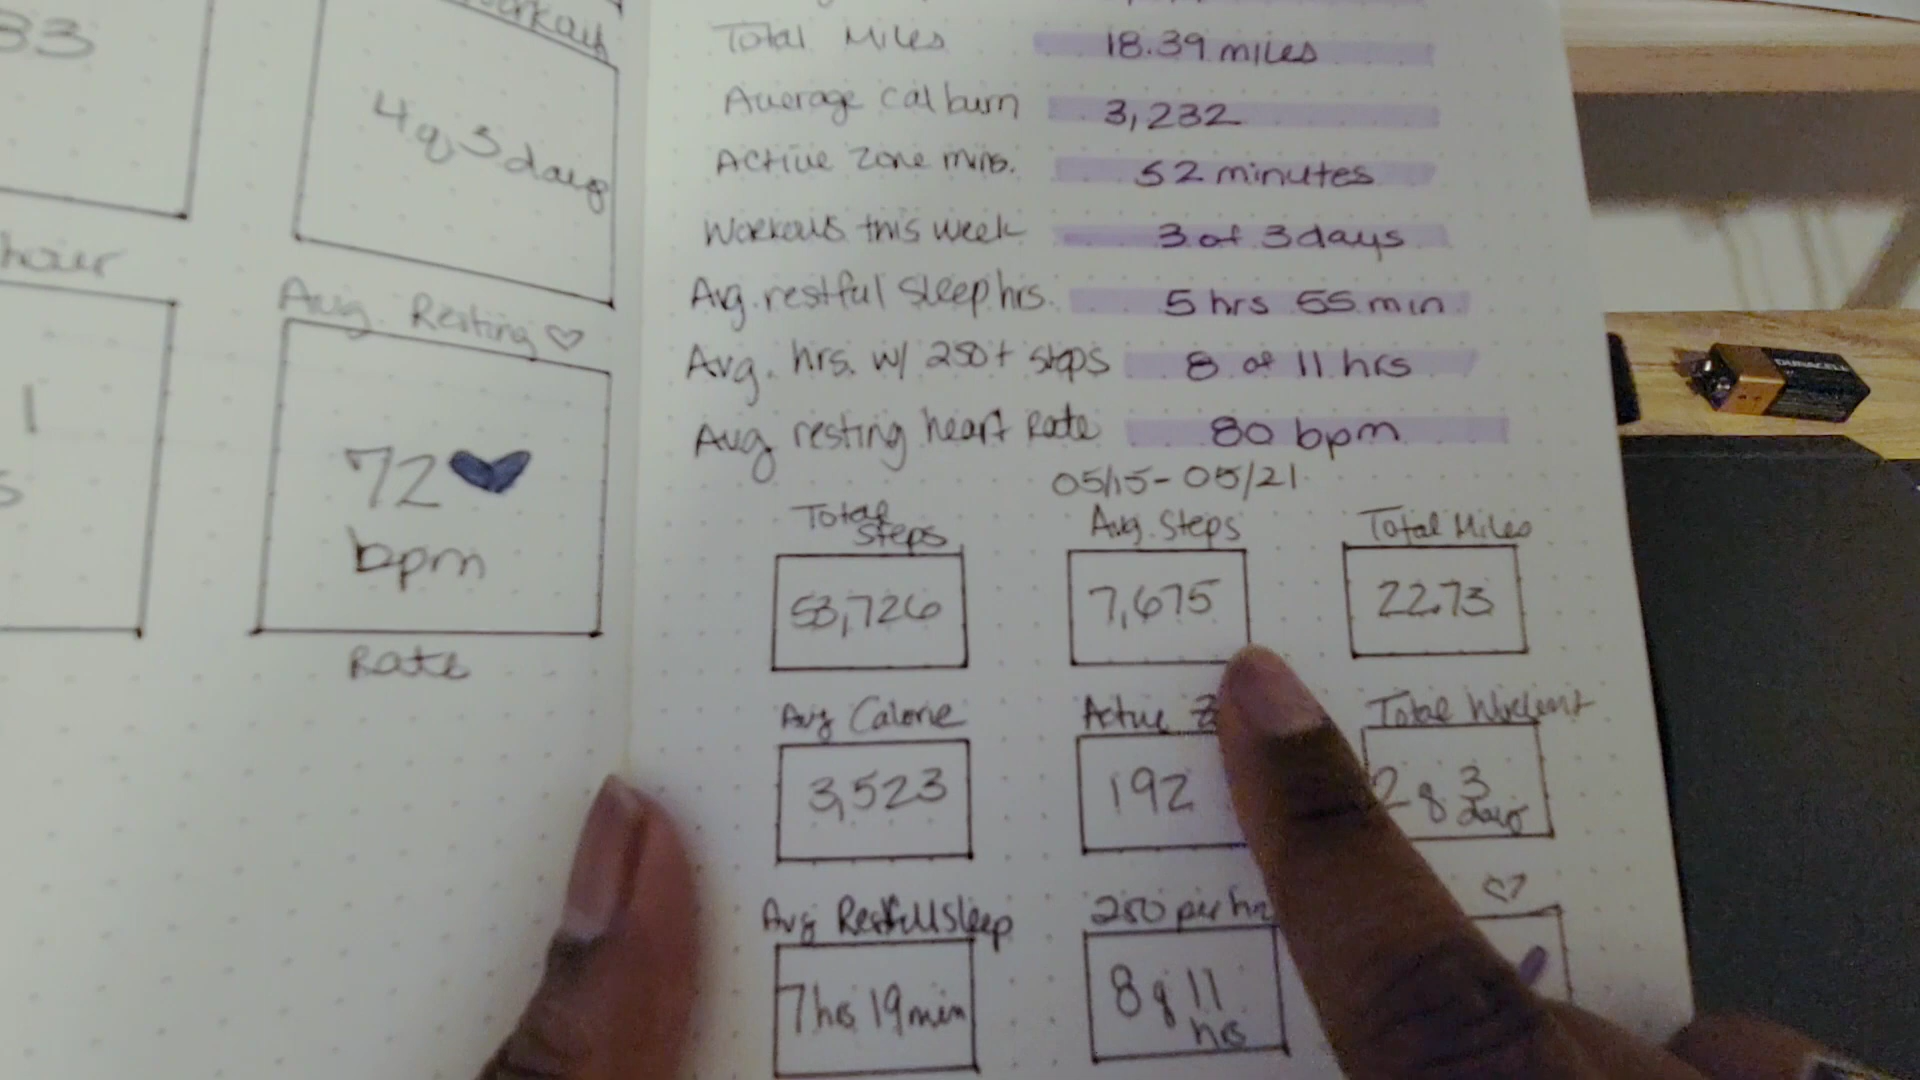 33
Workout
4 of 3 days
hour
Avg. Resting ♡
1
s
72
bpm
Rate
Total Miles 18.39 miles
Average cal burn 3,232
Active Zone mins. 52 minutes
Workouts this week 3 of 3 days
Avg. restful sleep hrs. 5 hrs 55 min
Avg. hrs. w/ 250+ steps 8 of 11 hrs
Avg resting heart Rate 80 bpm
05/15 - 05/21
Total Steps Avg. Steps Total Miles
53,726 7,675 22.73
Avg Calorie Active Total Workout
3,523 192 2 of 3 days
Avg Restfull Sleep 250 per hr ♡
7 hrs 19 min 8 of 11 hrs
DURACELL